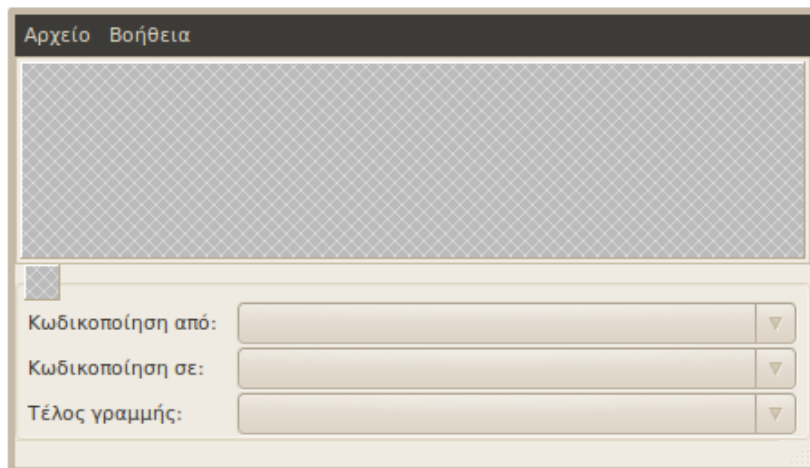 Αρχείο Βοήθεια
Κωδικοποίηση από:
Κωδικοποίηση σε:
Τέλος γραμμής: